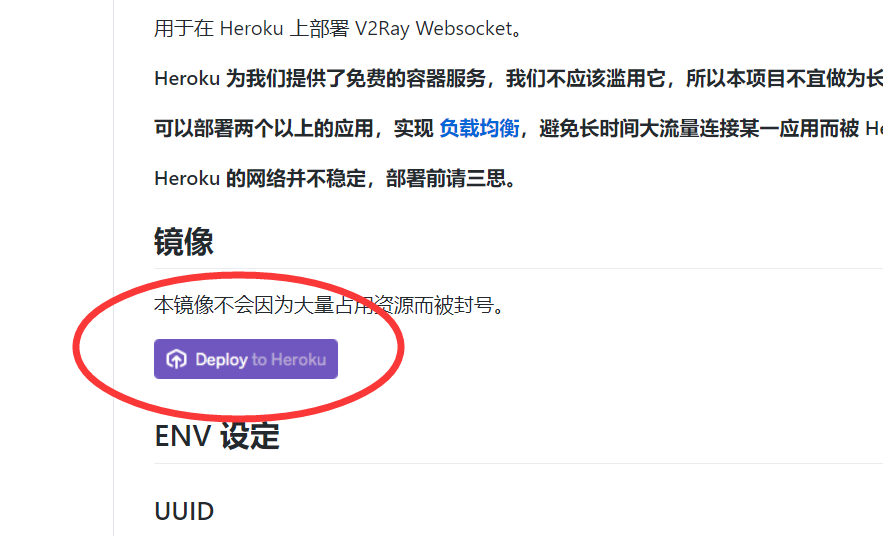 用于在 Heroku 上部署 V2Ray Websocket。
Heroku 为我们提供了免费的容器服务，我们不应该滥用它，所以本项目不宜做为长
可以部署两个以上的应用，实现 负载均衡，避免长时间大流量连接某一应用而被 He
Heroku 的网络并不稳定，部署前请三思。
镜像
本镜像不会因为大量占用资源而被封号。
Deploy to Heroku
ENV 设定
UUID